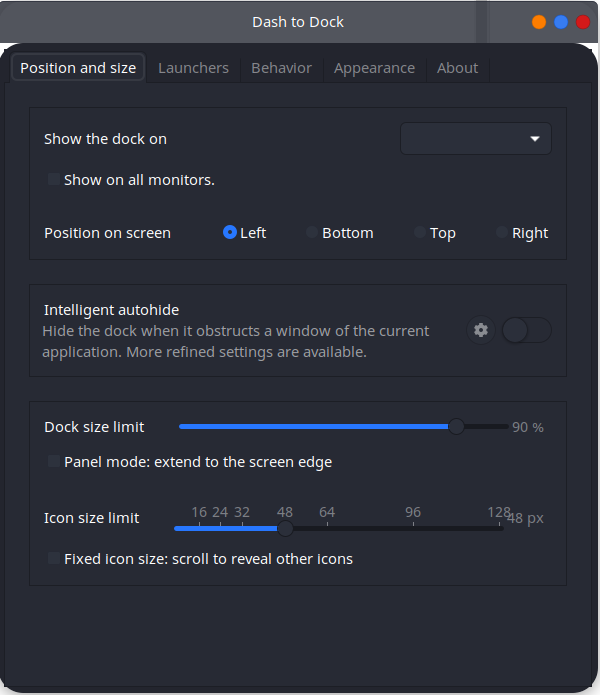 Dash to Dock
Position and size Launchers Behavior Appearance About
Show the dock on
Show on all monitors.
Position on screen Left Bottom Top Right
Intelligent autohide
Hide the dock when it obstructs a window of the current
application. More refined settings are available.
Dock size limit 90 %
Panel mode: extend to the screen edge
16 24 32 48 64 96 128
Icon size limit 48 px
Fixed icon size: scroll to reveal other icons